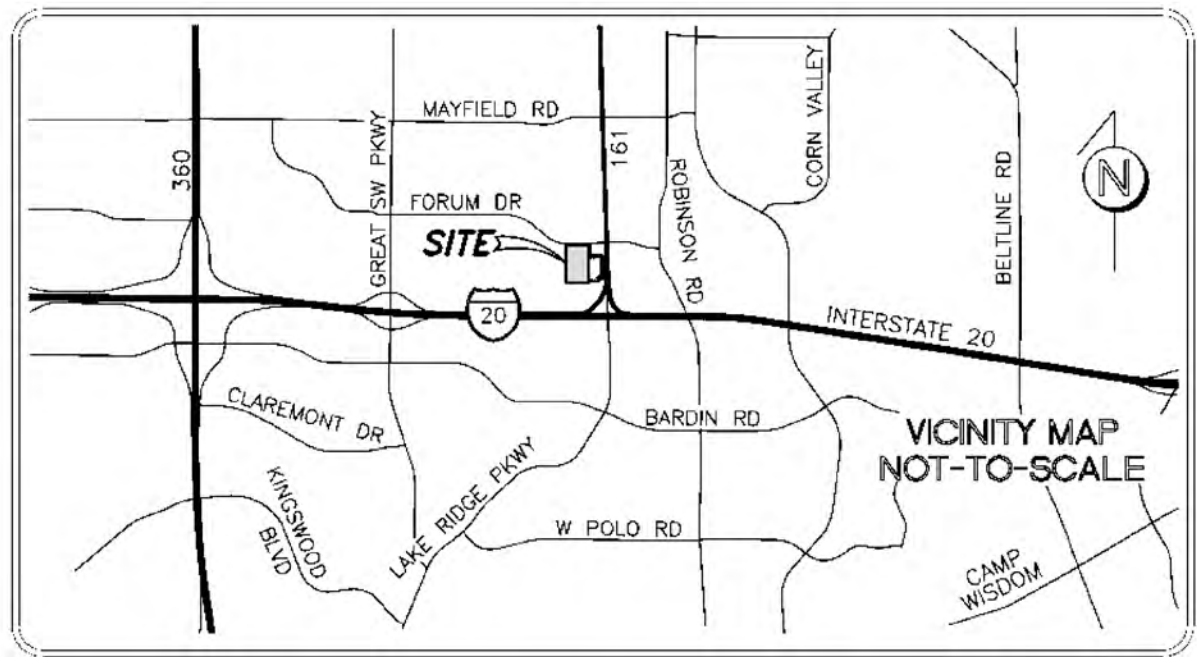 MAYFIELD RD
360
GREAT SW PKWY
161
ROBINSON RD
CORN VALLEY
BELTLINE RD
N
FORUM DR
SITE
20
INTERSTATE 20
CLAREMONT DR
BARDIN RD
VICINITY MAP
NOT-TO-SCALE
KINGSWOOD
BLVD
LAKE RIDGE PKWY
W POLO RD
CAMP
WISDOM